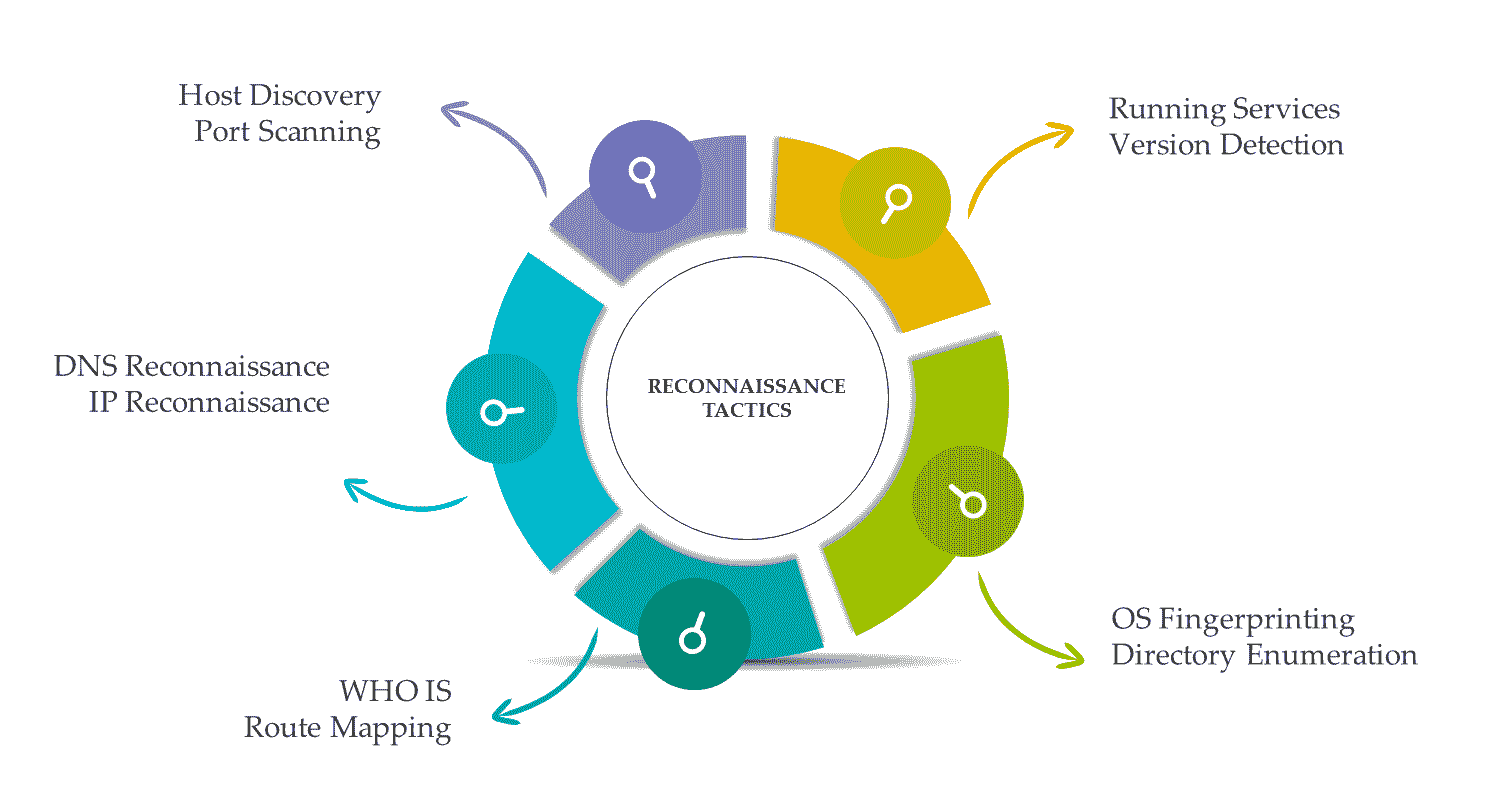 Host Discovery
Port Scanning
Running Services
Version Detection
DNS Reconnaissance
IP Reconnaissance
RECONNAISSANCE
TACTICS
OS Fingerprinting
Directory Enumeration
WHO IS
Route Mapping